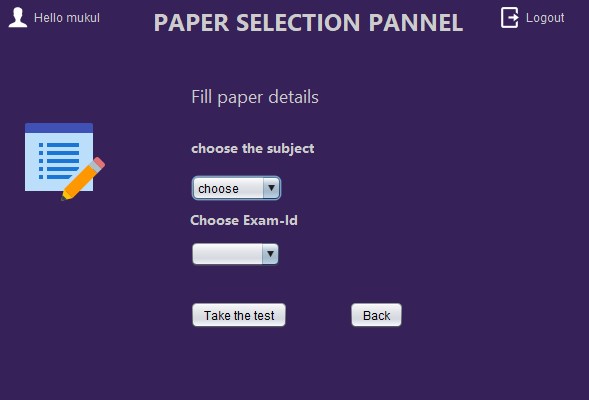 Hello mukul
PAPER SELECTION PANNEL
Logout
Fill paper details
choose the subject
choose
Choose Exam-Id
Take the test
Back